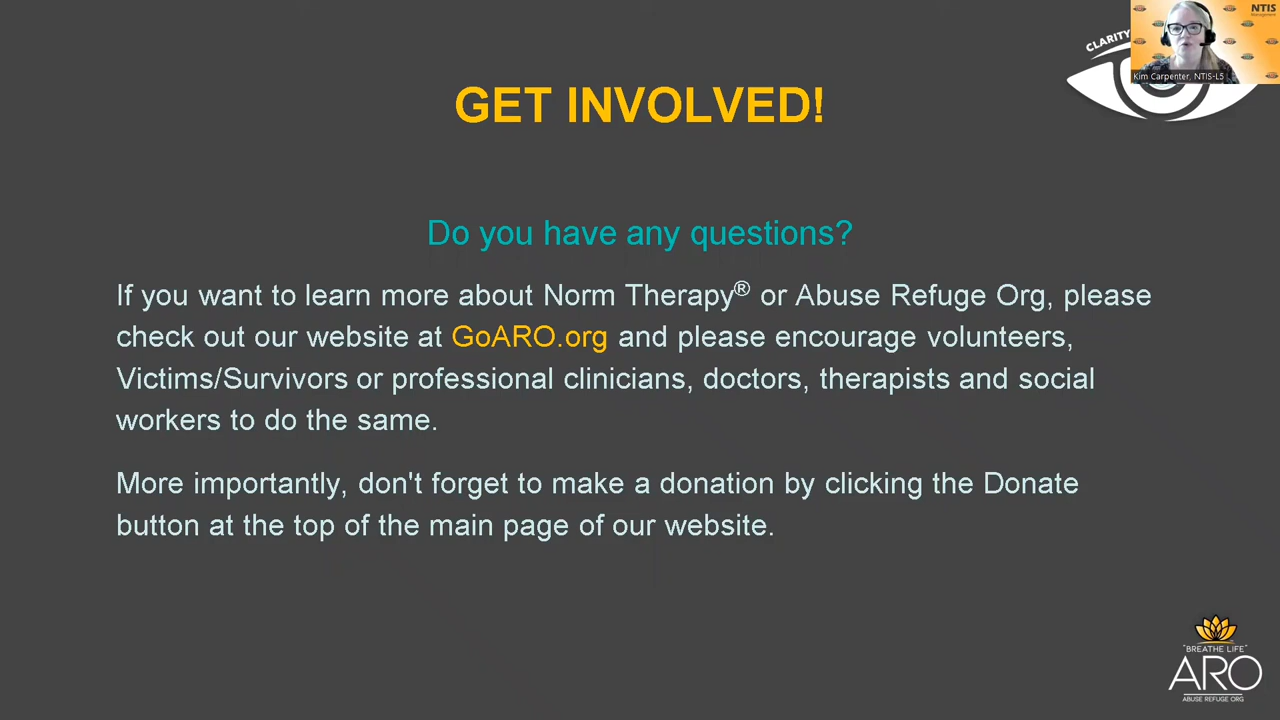 NTIS
Management
CLARITY
Kim Carpenter, NTIS-L5
GET INVOLVED!
Do you have any questions?
If you want to learn more about Norm Therapy® or Abuse Refuge Org, please
check out our website at GoARO.org and please encourage volunteers,
Victims/Survivors or professional clinicians, doctors, therapists and social
workers to do the same.
More importantly, don't forget to make a donation by clicking the Donate
button at the top of the main page of our website.
"BREATHE LIFE"
ARO
ABUSE REFUGE ORG